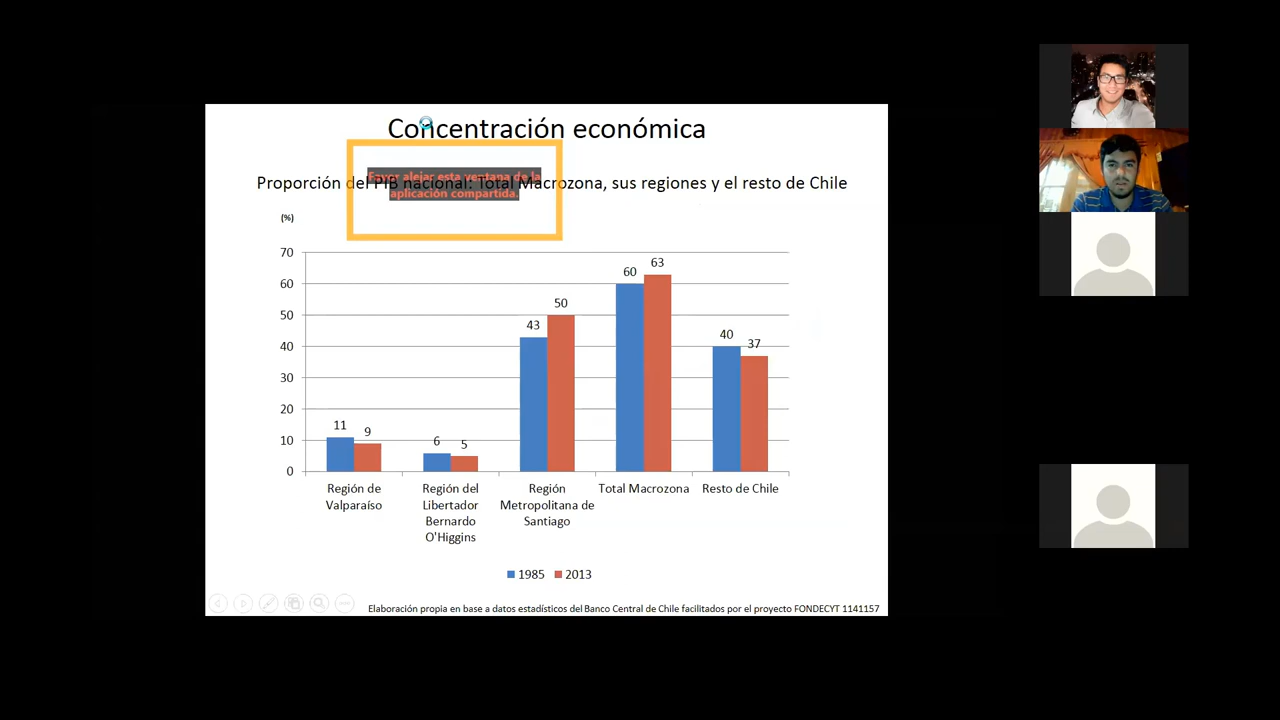 Concentración económica
Favor alejar esta ventana de la
aplicación compartida.
Proporción del PIB nacional: Total Macrozona, sus regiones y el resto de Chile
(%)
70
60
50
40
30
20
10
0
11
9
6
5
43
50
60
63
40
37
Región de
Valparaíso
Región del
Libertador
Bernardo
O'Higgins
Región
Metropolitana de
Santiago
Total Macrozona
Resto de Chile
1985
2013
Elaboración propia en base a datos estadísticos del Banco Central de Chile facilitados por el proyecto FONDECYT 1141157